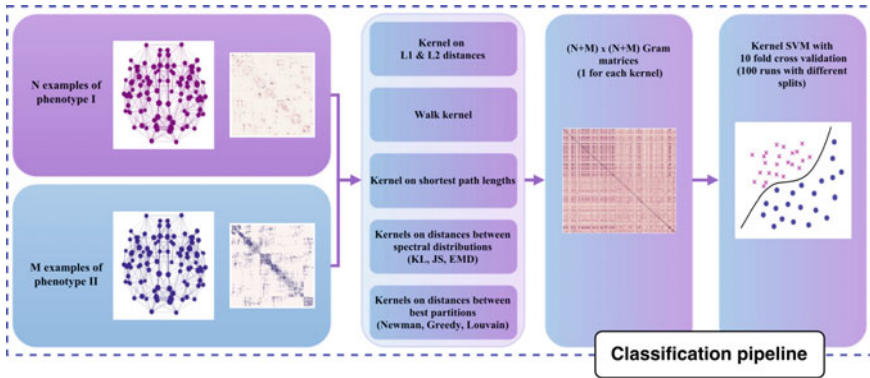 N examples of
phenotype I
M examples of
phenotype II
Kernel on
L1 & L2 distances
Walk kernel
Kernel on shortest path lengths
Kernels on distances between
spectral distributions
(KL, JS, EMD)
Kernels on distances between
best partitions
(Newman, Greedy, Louvain)
(N+M) x (N+M) Gram
matrices
(1 for each kernel)
Kernel SVM with
10 fold cross validation
(100 runs with different
splits)
Classification pipeline